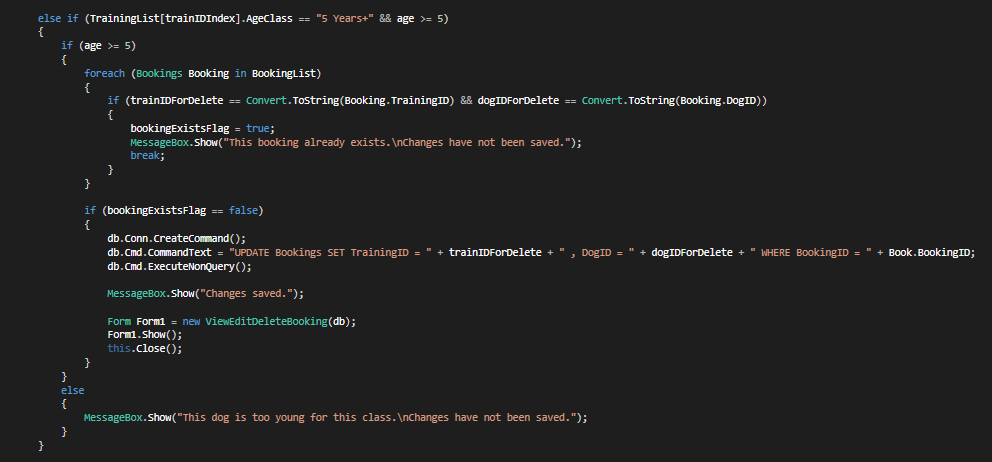 else if (TrainingList[trainIDIndex].AgeClass == "5 Years+" && age >= 5)
{
if (age >= 5)
{
foreach (Bookings Booking in BookingList)
{
if (trainIDForDelete == Convert.ToString(Booking.TrainingID) && dogIDForDelete == Convert.ToString(Booking.DogID))
{
bookingExistsFlag = true;
MessageBox.Show("This booking already exists.\nChanges have not been saved.");
break;
}
}
if (bookingExistsFlag == false)
{
db.Conn.CreateCommand();
db.Cmd.CommandText = "UPDATE Bookings SET TrainingID = " + trainIDForDelete + " , DogID = " + dogIDForDelete + " WHERE BookingID = " + Book.BookingID;
db.Cmd.ExecuteNonQuery();
MessageBox.Show("Changes saved.");
Form Form1 = new ViewEditDeleteBooking(db);
Form1.Show();
this.Close();
}
}
else
{
MessageBox.Show("This dog is too young for this class.\nChanges have not been saved.");
}
}